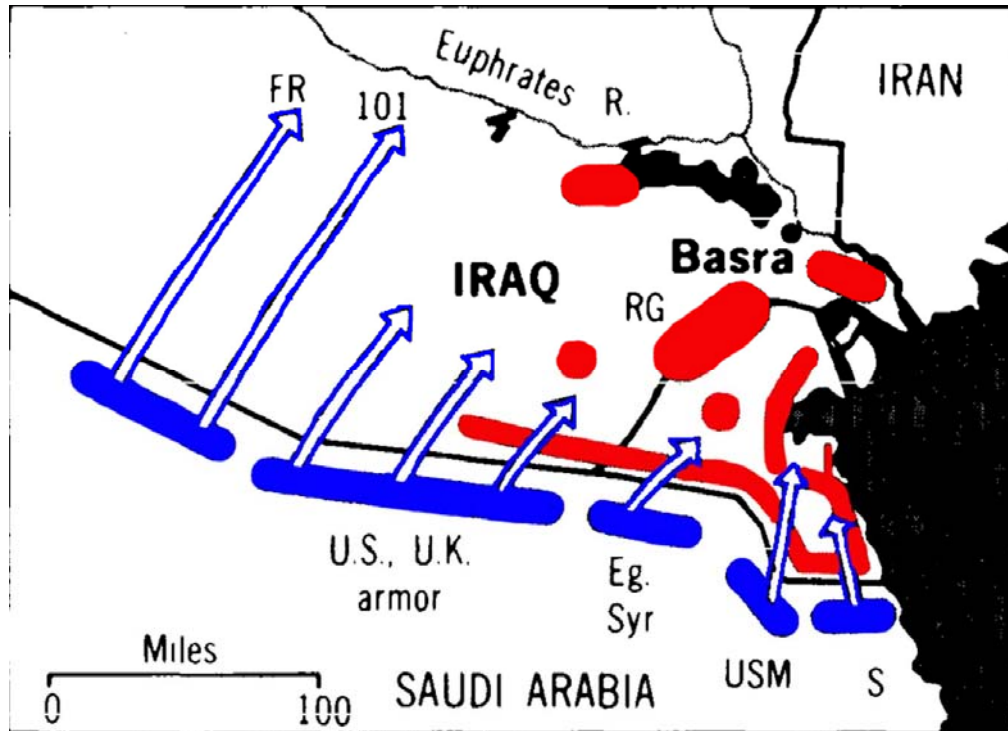 Euphrates R.
IRAN
FR
101
Basra
IRAQ
RG
U.S., U.K.
armor
Eg.
Syr
Miles
0 100
SAUDI ARABIA
USM
S